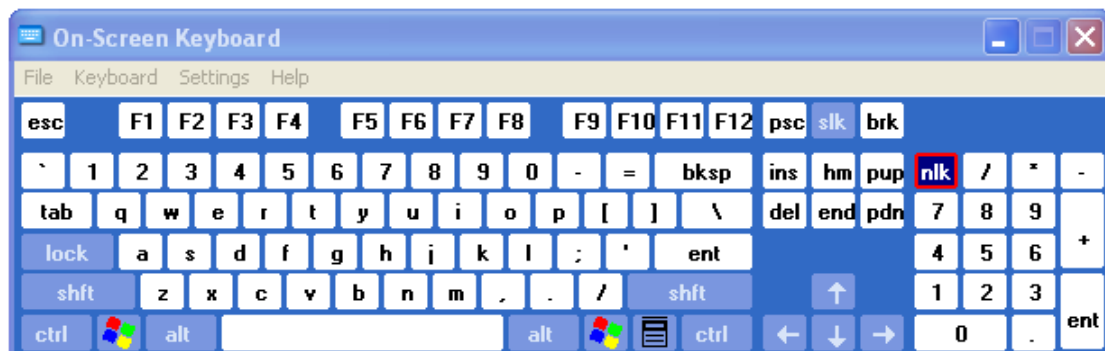 On-Screen Keyboard
File Keyboard Settings Help
esc F1 F2 F3 F4 F5 F6 F7 F8 F9 F10 F11 F12 psc slk brk
` 1 2 3 4 5 6 7 8 9 0 - = bksp ins hm pup nlk / * -
tab q w e r t y u i o p [ ] \ del end pdn 7 8 9
lock a s d f g h j k l ; ' ent 4 5 6 +
shft z x c v b n m , . / shft ↑ 1 2 3
ctrl alt alt ctrl ← ↓ → 0 . ent